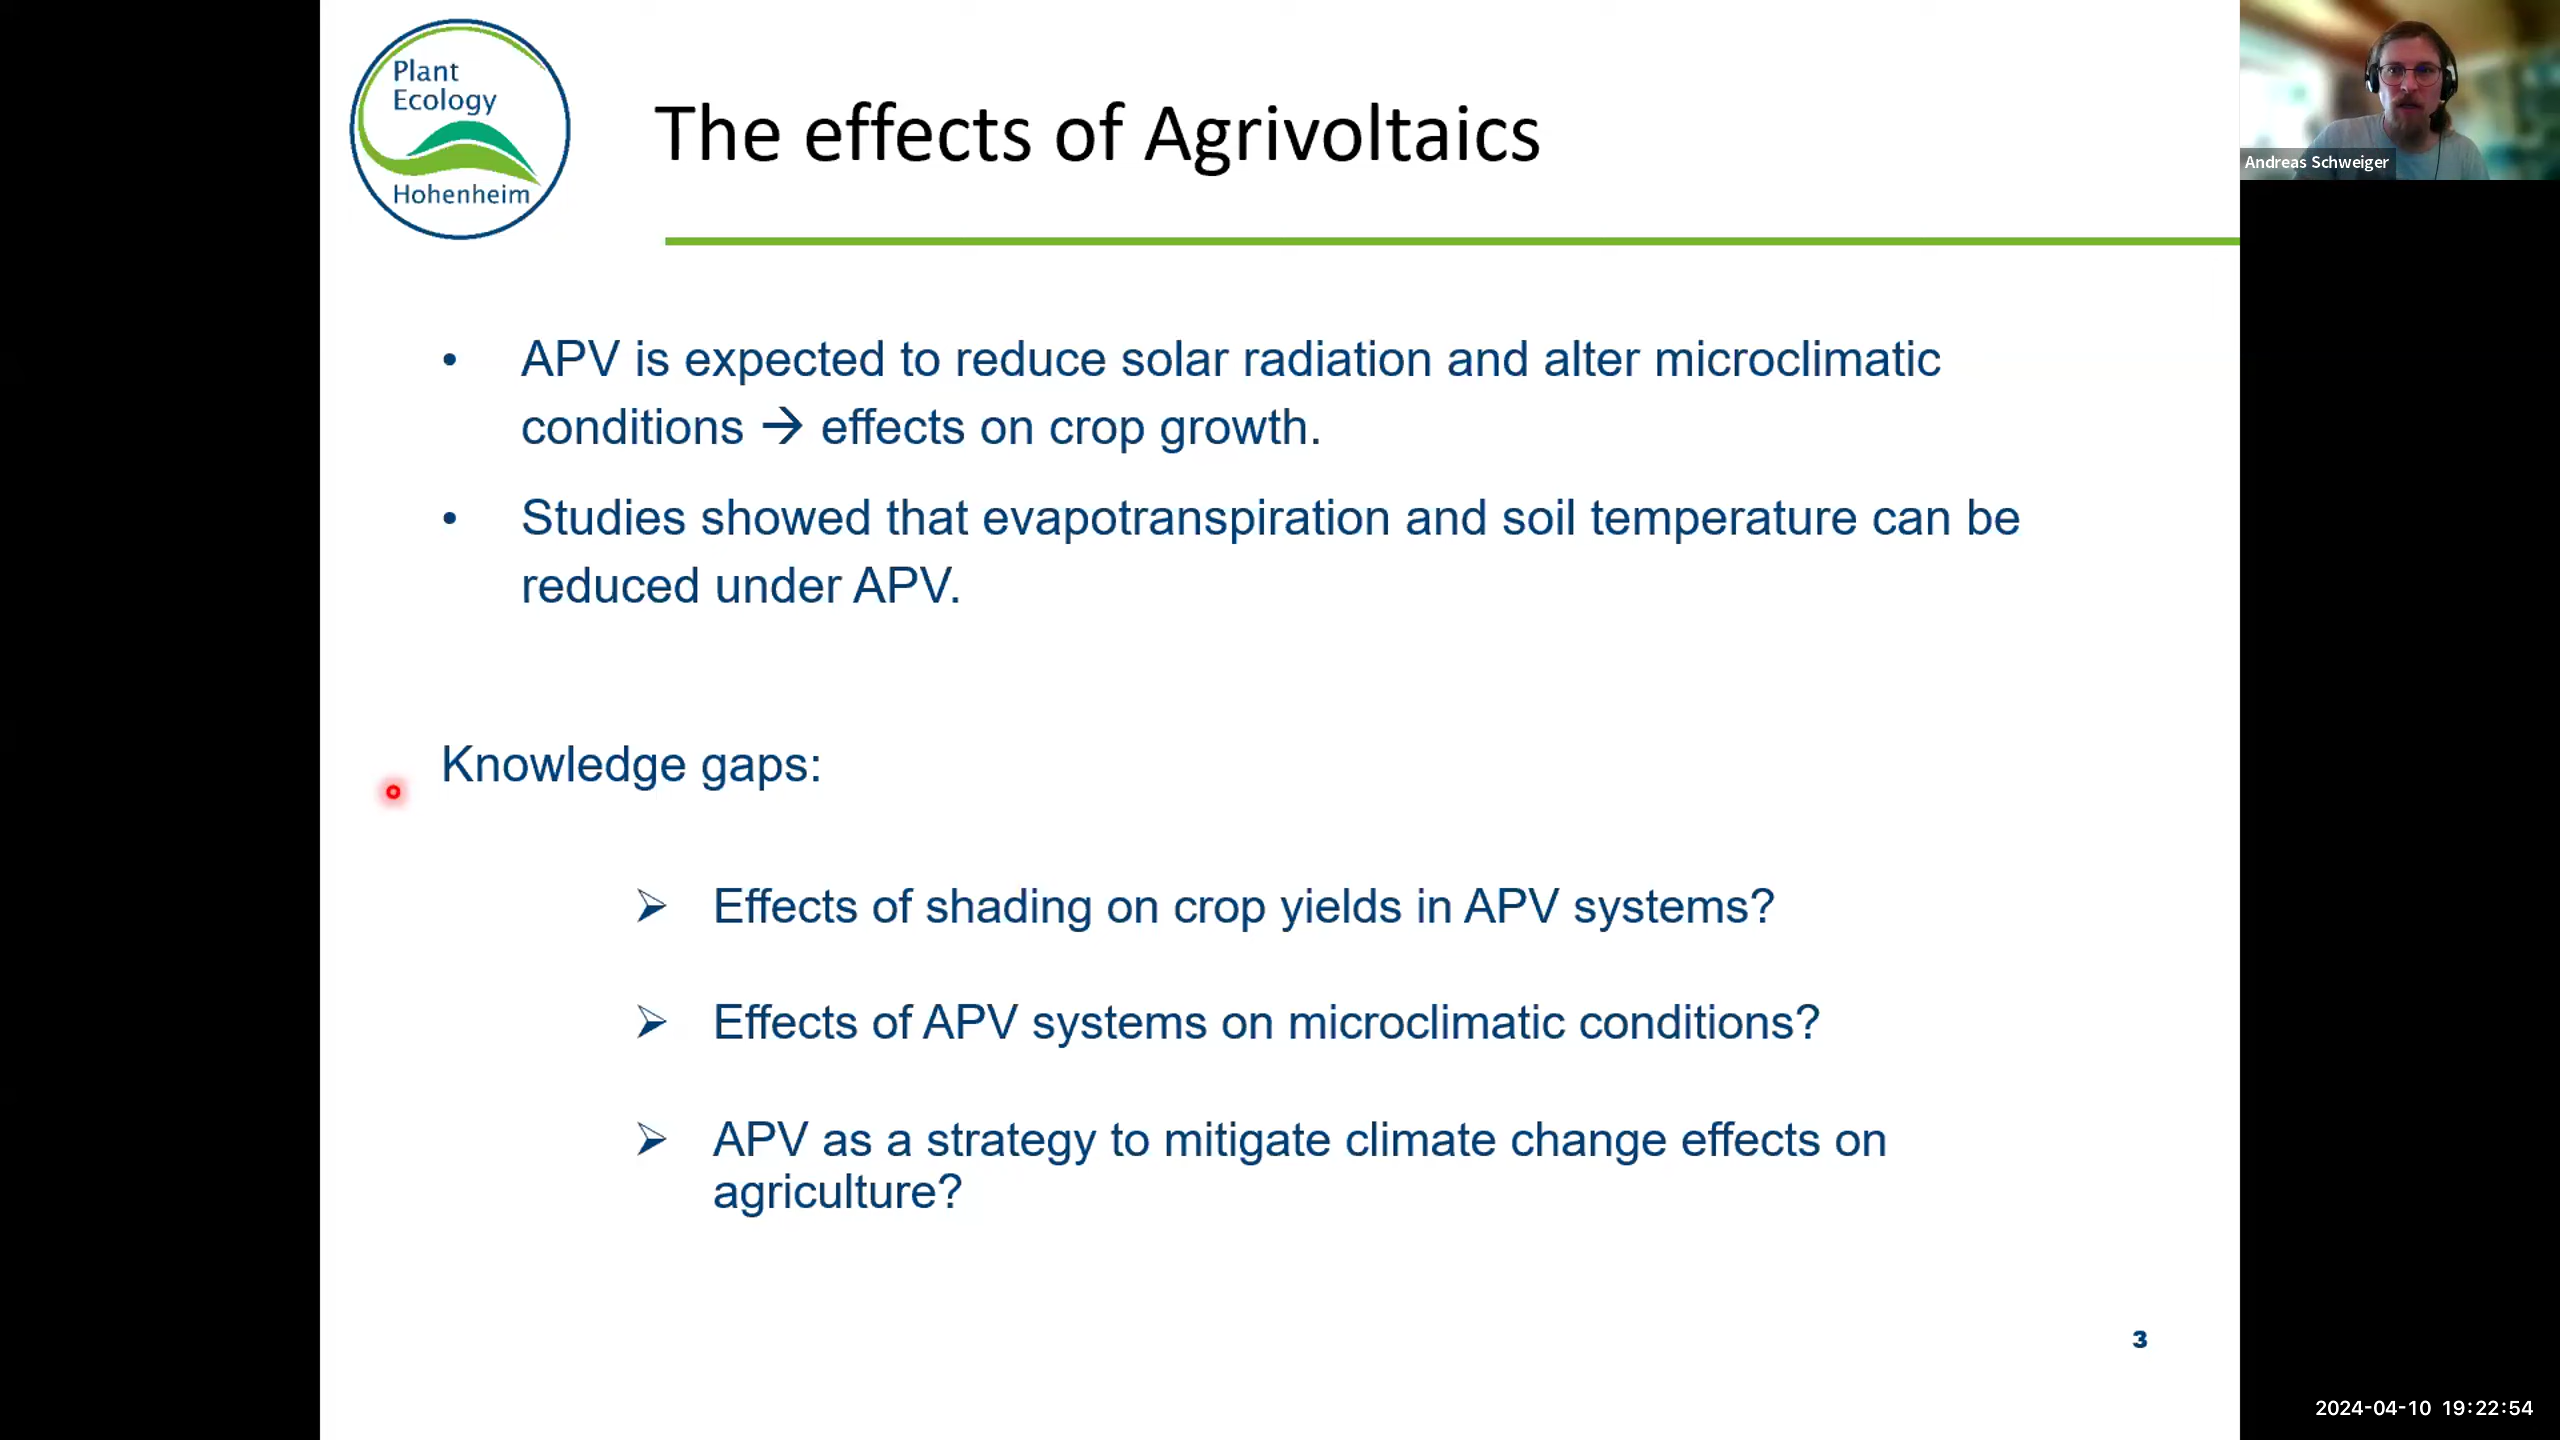 Plant
Ecology
Hohenheim
The effects of Agrivoltaics
Andreas Schweiger
• APV is expected to reduce solar radiation and alter microclimatic
conditions → effects on crop growth.
• Studies showed that evapotranspiration and soil temperature can be
reduced under APV.
Knowledge gaps:
➢ Effects of shading on crop yields in APV systems?
➢ Effects of APV systems on microclimatic conditions?
➢ APV as a strategy to mitigate climate change effects on
agriculture?
3
2024-04-10 19:22:54